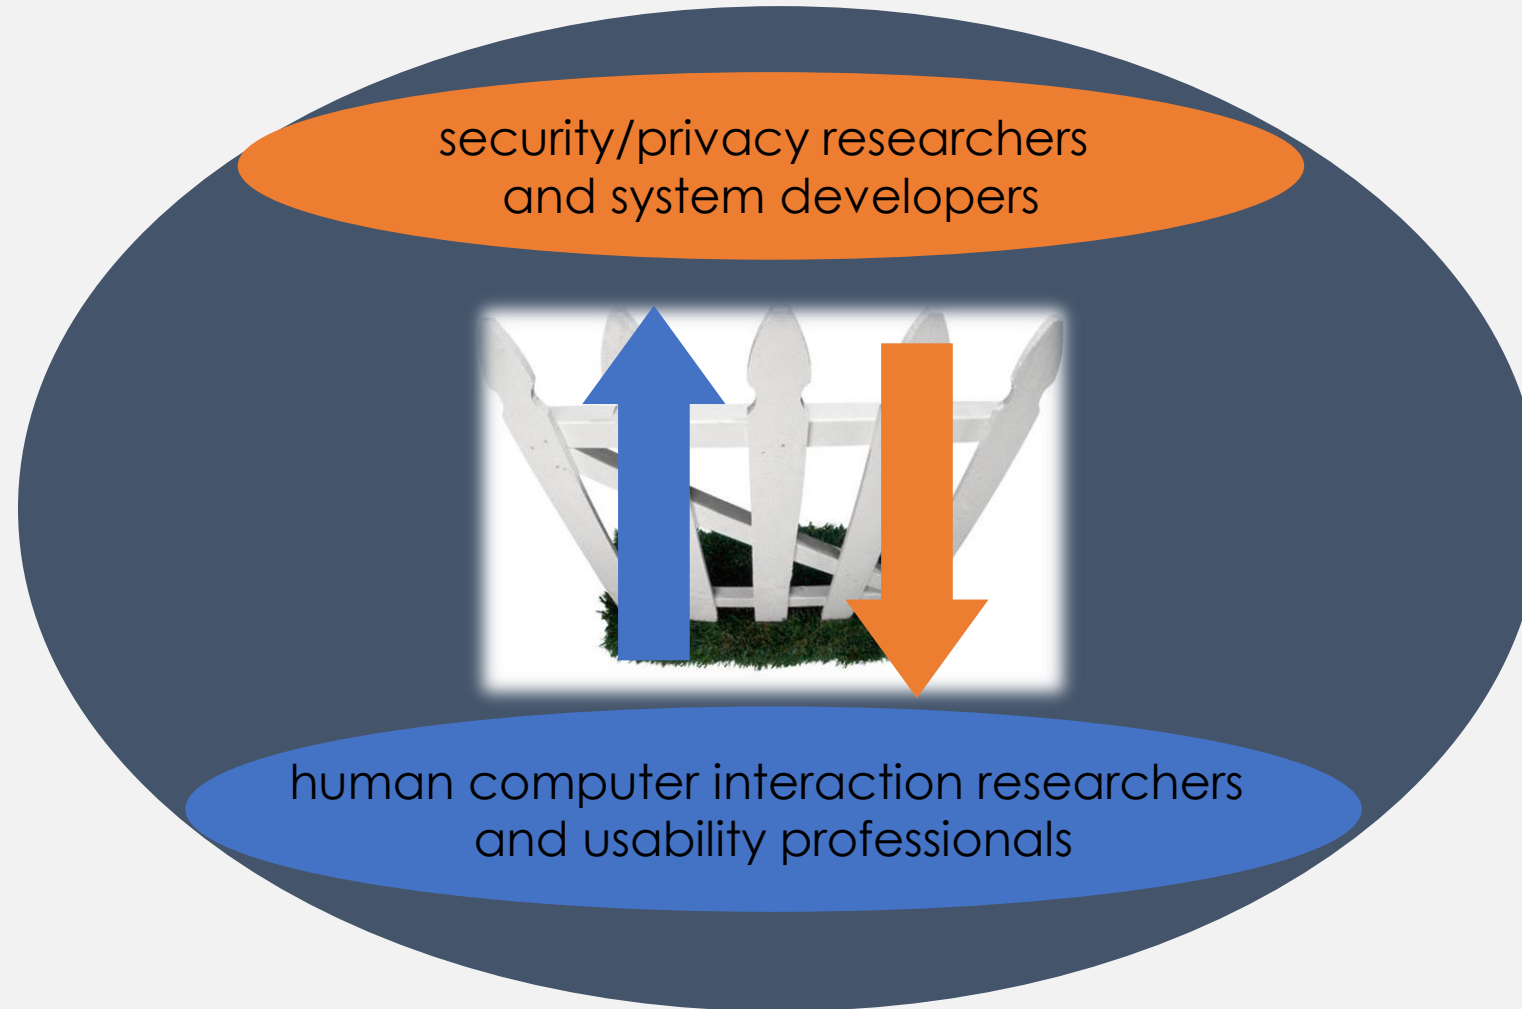 security/privacy researchers
and system developers
human computer interaction researchers
and usability professionals